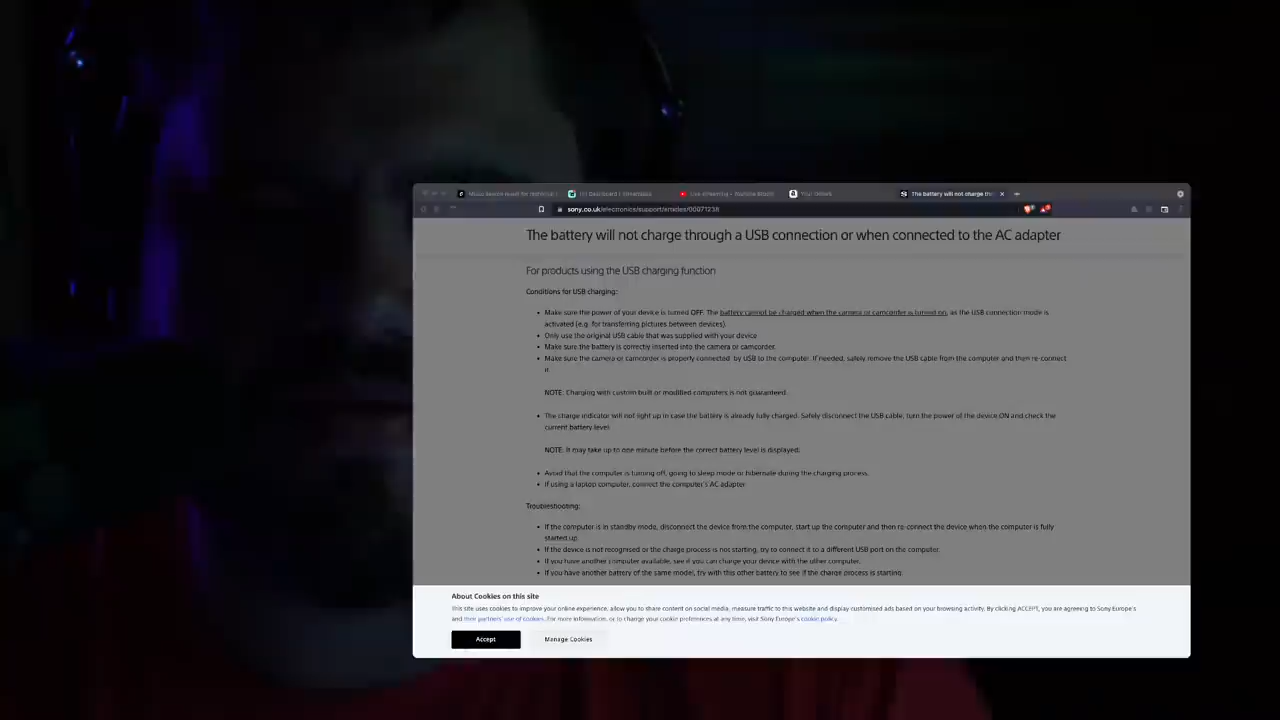 Live streaming - YouTube Studio
Your Details
The battery will not charge thr
sony.co.uk/electronics/support/articles/00071238
The battery will not charge through a USB connection or when connected to the AC adapter
For products using the USB charging function
Conditions for USB charging:
Make sure the power of your device is turned OFF. The battery cannot be charged when the camera or camcorder is turned on, as the USB connection mode is
activated (e.g. for transferring pictures between devices).
Only use the original USB cable that was supplied with your device
Make sure the battery is correctly inserted into the camera or camcorder.
Make sure the camera or camcorder is properly connected by USB to the computer. If needed, safely remove the USB cable from the computer and then re-connect
it.
NOTE: Charging with custom built or modified computers is not guaranteed.
The charge indicator will not light up in case the battery is already fully charged. Safely disconnect the USB cable, turn the power of the device ON and check the
current battery level.
NOTE: It may take up to one minute before the correct battery level is displayed.
Avoid that the computer is turning off, going to sleep mode or hibernate during the charging process.
If using a laptop computer, connect the computer's AC adapter
Troubleshooting:
If the computer is in standby mode, disconnect the device from the computer, start up the computer and then re-connect the device when the computer is fully
started up.
If the device is not recognised or the charge process is not starting, try to connect it to a different USB port on the computer.
If you have another computer available, see if you can charge your device with the other computer.
If you have another battery of the same model, try with this other battery to see if the charge process is starting.
About Cookies on this site
This site uses cookies to improve your online experience, allow you to share content on social media, measure traffic to this website and display customised ads based on your browsing activity. By clicking ACCEPT, you are agreeing to Sony Europe's
and their partners' use of cookies. For more information, or to change your cookie preferences at any time, visit Sony Europe's cookie policy.
Accept
Manage Cookies